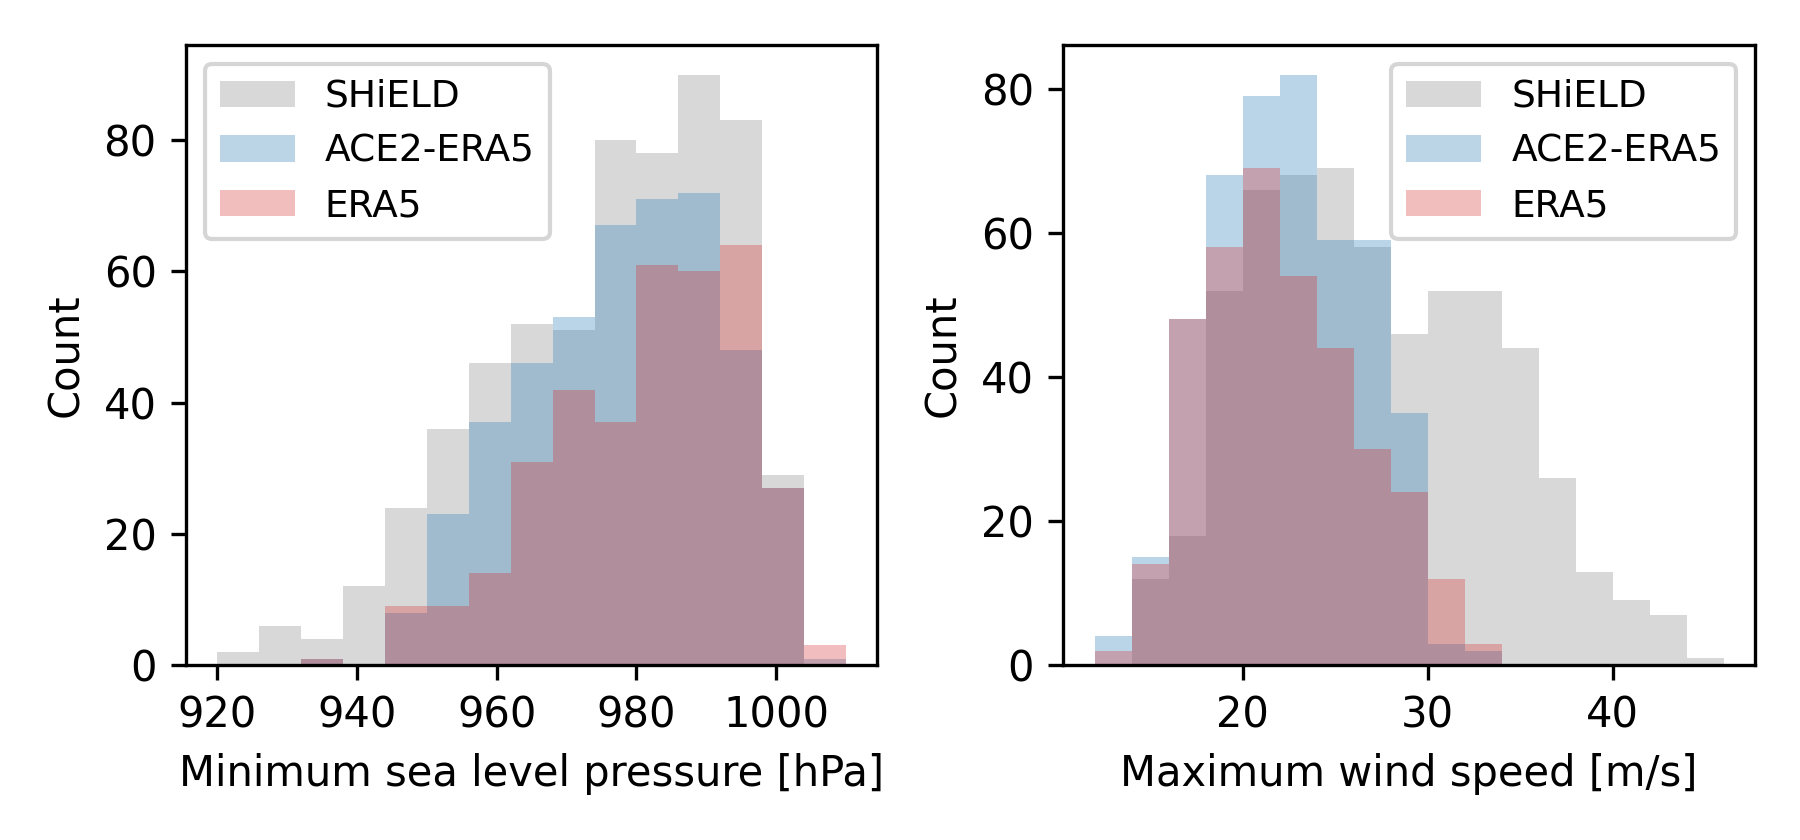 SHiELD
ACE2-ERA5
ERA5
80
60
40
20
0
Count
920 940 960 980 1000
Minimum sea level pressure [hPa]
SHiELD
ACE2-ERA5
ERA5
80
60
40
20
0
Count
20 30 40
Maximum wind speed [m/s]